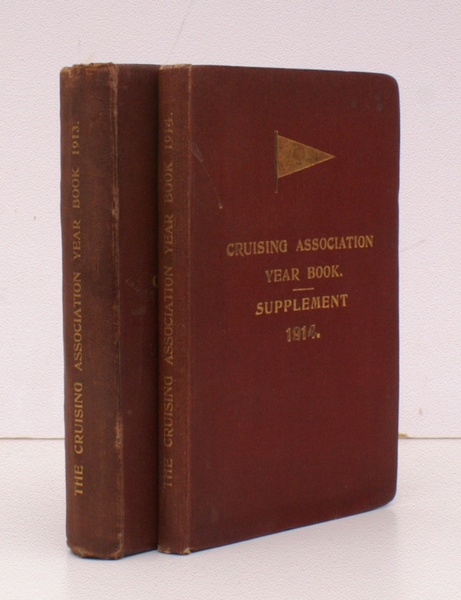 THE CRUISING ASSOCIATION YEAR BOOK 1913.
THE CRUISING ASSOCIATION YEAR BOOK 1914.
CRUISING ASSOCIATION
YEAR BOOK.
SUPPLEMENT
1914.